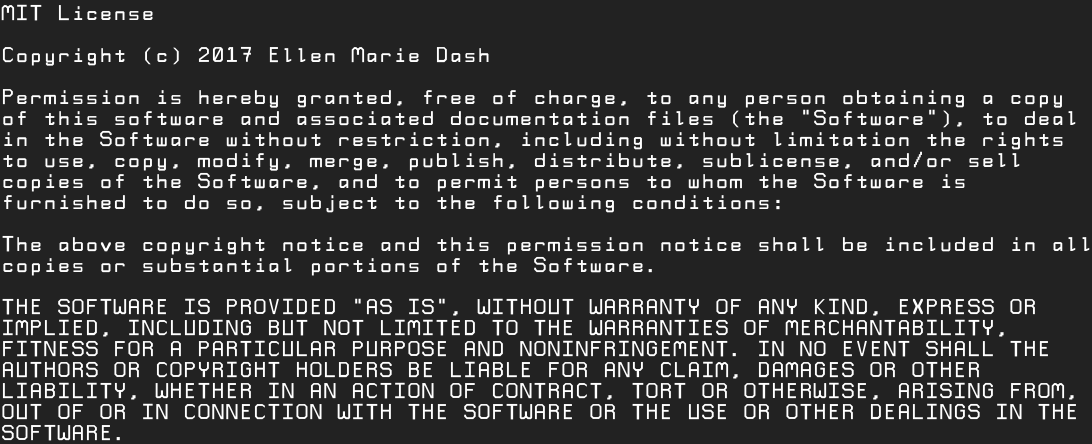 MIT License

Copyright (c) 2017 Ellen Marie Dash

Permission is hereby granted, free of charge, to any person obtaining a copy
of this software and associated documentation files (the "Software"), to deal
in the Software without restriction, including without limitation the rights
to use, copy, modify, merge, publish, distribute, sublicense, and/or sell
copies of the Software, and to permit persons to whom the Software is
furnished to do so, subject to the following conditions:

The above copyright notice and this permission notice shall be included in all
copies or substantial portions of the Software.

THE SOFTWARE IS PROVIDED "AS IS", WITHOUT WARRANTY OF ANY KIND, EXPRESS OR
IMPLIED, INCLUDING BUT NOT LIMITED TO THE WARRANTIES OF MERCHANTABILITY,
FITNESS FOR A PARTICULAR PURPOSE AND NONINFRINGEMENT. IN NO EVENT SHALL THE
AUTHORS OR COPYRIGHT HOLDERS BE LIABLE FOR ANY CLAIM, DAMAGES OR OTHER
LIABILITY, WHETHER IN AN ACTION OF CONTRACT, TORT OR OTHERWISE, ARISING FROM,
OUT OF OR IN CONNECTION WITH THE SOFTWARE OR THE USE OR OTHER DEALINGS IN THE
SOFTWARE.